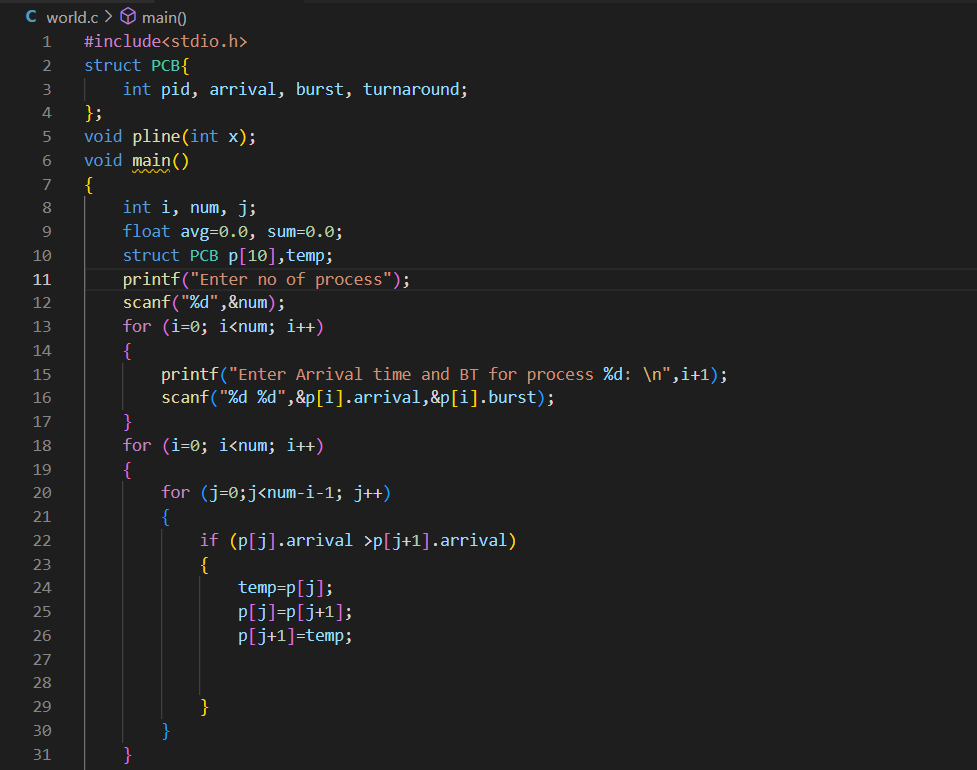 C world.c > main()
1 #include<stdio.h>
2 struct PCB{
3     int pid, arrival, burst, turnaround;
4 };
5 void pline(int x);
6 void main()
7 {
8     int i, num, j;
9     float avg=0.0, sum=0.0;
10     struct PCB p[10],temp;
11     printf("Enter no of process");
12     scanf("%d",&num);
13     for (i=0; i<num; i++)
14     {
15         printf("Enter Arrival time and BT for process %d: \n",i+1);
16         scanf("%d %d",&p[i].arrival,&p[i].burst);
17     }
18     for (i=0; i<num; i++)
19     {
20         for (j=0;j<num-i-1; j++)
21         {
22             if (p[j].arrival >p[j+1].arrival)
23             {
24                 temp=p[j];
25                 p[j]=p[j+1];
26                 p[j+1]=temp;
27
28
29             }
30         }
31     }